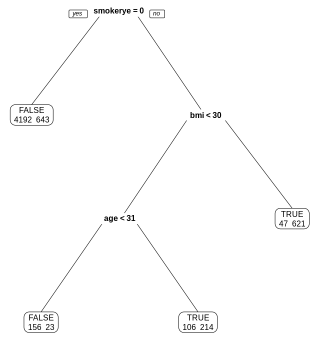 yes smokerye = 0 no
FALSE
4192 643
bmi < 30
age < 31
TRUE
47 621
FALSE
156 23
TRUE
106 214